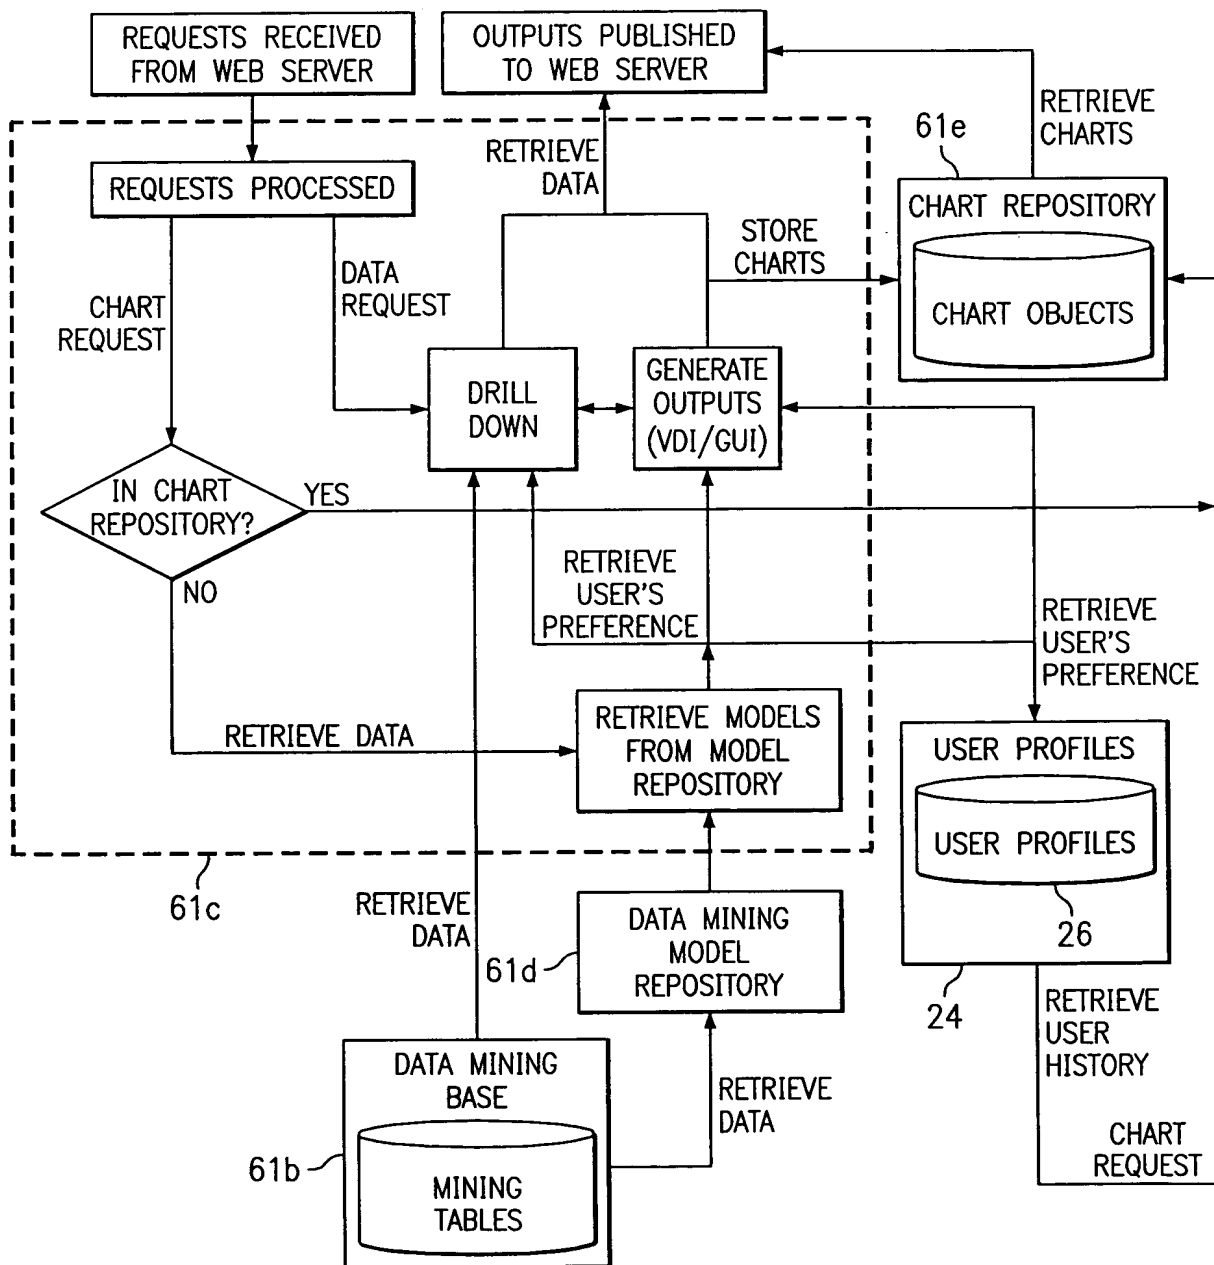 REQUESTS RECEIVED
FROM WEB SERVER
OUTPUTS PUBLISHED
TO WEB SERVER
RETRIEVE
CHARTS
61e
RETRIEVE
DATA
REQUESTS PROCESSED
CHART REPOSITORY
CHART OBJECTS
STORE
CHARTS
DATA
REQUEST
CHART
REQUEST
DRILL
DOWN
GENERATE
OUTPUTS
(VDI/GUI)
IN CHART
REPOSITORY?
YES
NO
RETRIEVE
USER'S
PREFERENCE
RETRIEVE
USER'S
PREFERENCE
RETRIEVE DATA
RETRIEVE MODELS
FROM MODEL
REPOSITORY
USER PROFILES
USER PROFILES
26
24
61c
RETRIEVE
DATA
61d
DATA MINING
MODEL
REPOSITORY
RETRIEVE
USER
HISTORY
DATA MINING
BASE
MINING
TABLES
61b
RETRIEVE
DATA
CHART
REQUEST